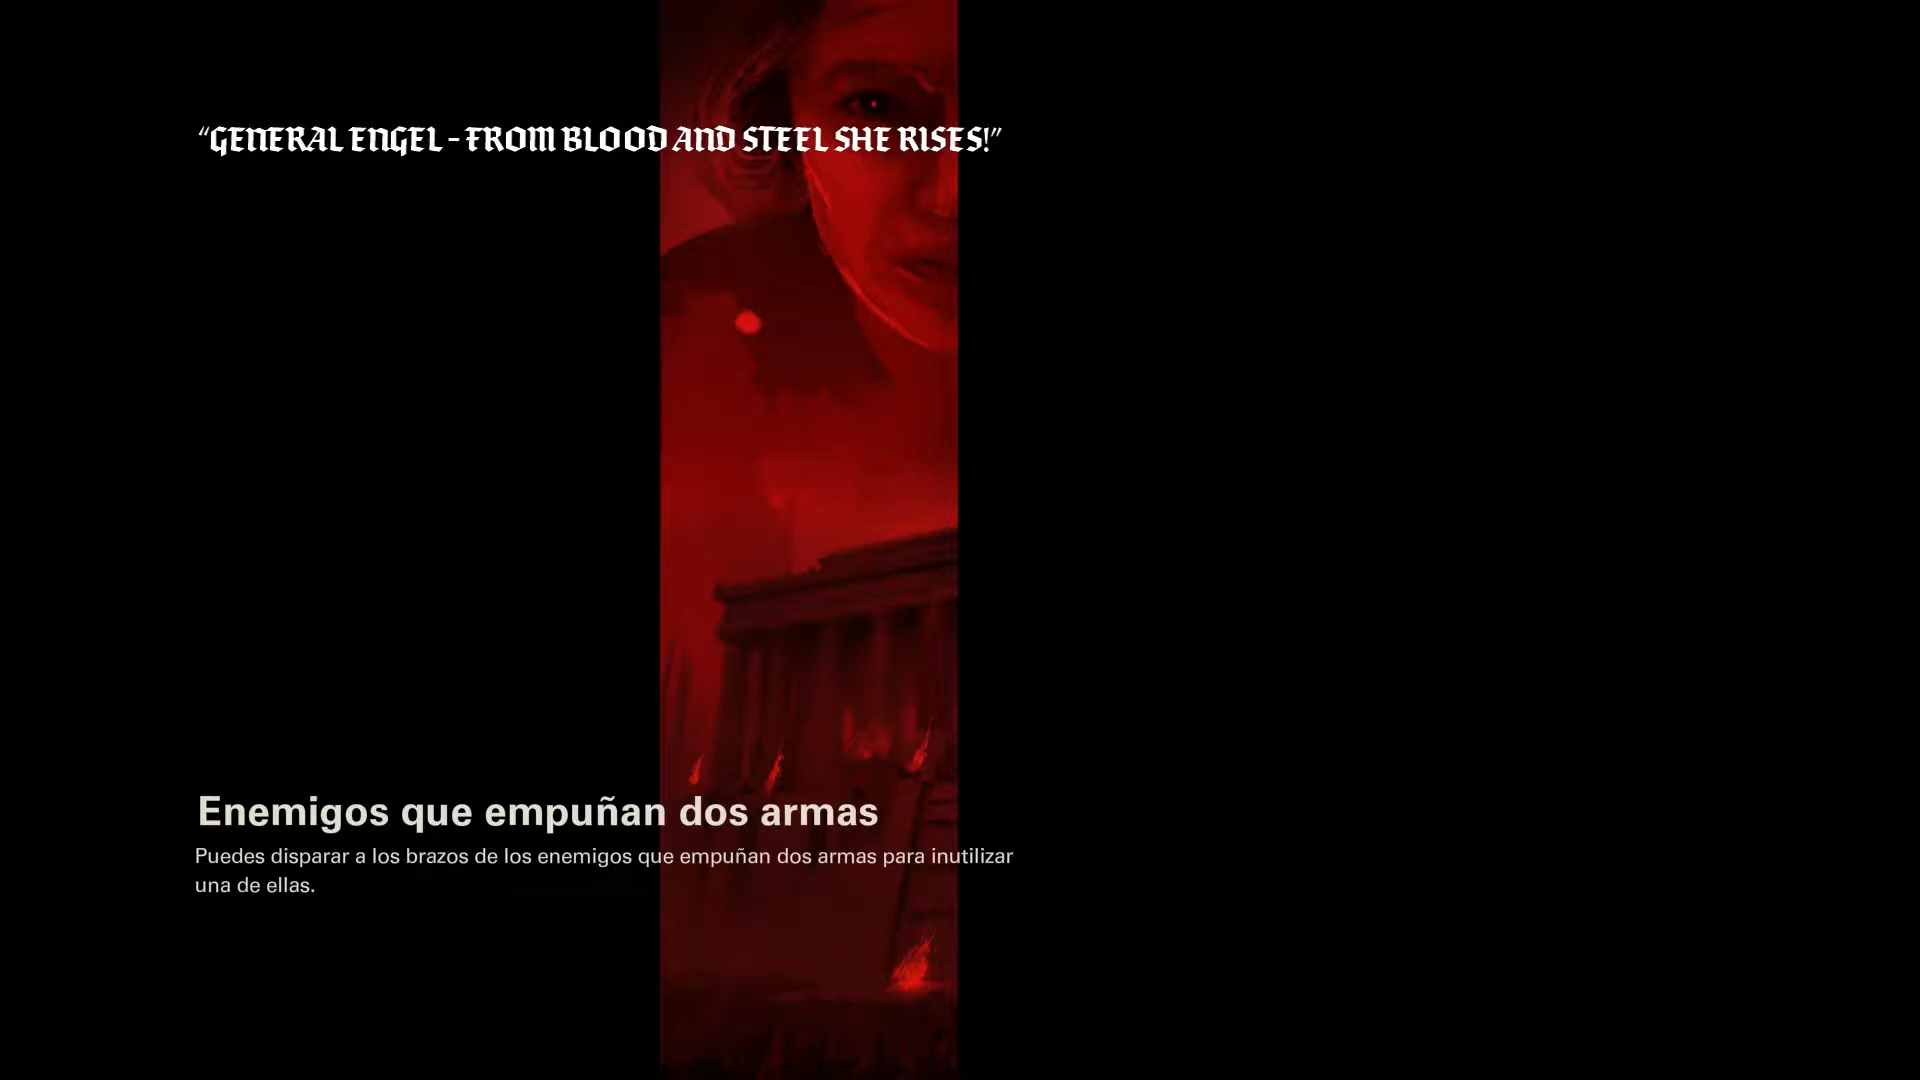 “GENERAL ENGEL - FROM BLOOD AND STEEL SHE RISES!”
Enemigos que empuñan dos armas
Puedes disparar a los brazos de los enemigos que empuñan dos armas para inutilizar
una de ellas.